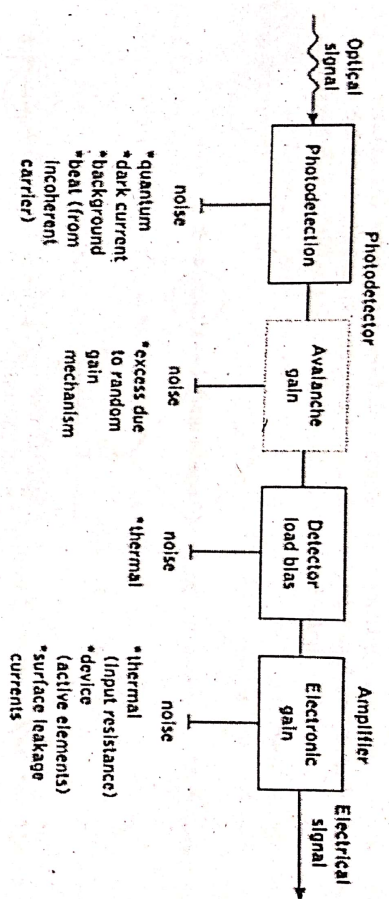 Optical
signal
Photodetector
Photodetection
noise
*quantum
*dark current
*background
*beat (from
incoherent
carrier)
Avalanche
gain
noise
*excess due
to random
gain
mechanism
Detector
load bias
noise
*thermal
Amplifier
Electronic
gain
noise
*thermal
(input resistance)
*device
(active elements)
*surface leakage
currents
Electrical
signal